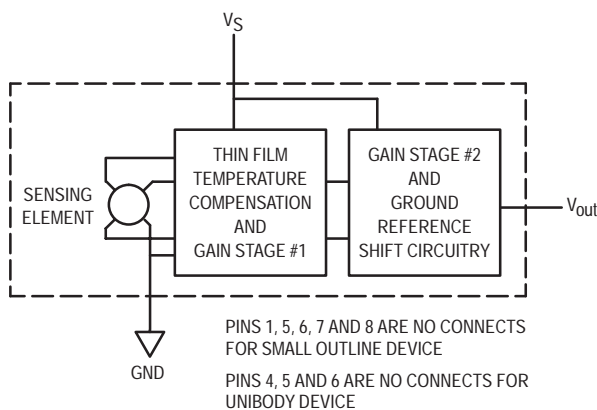 VS
THIN FILM
TEMPERATURE
COMPENSATION
AND
GAIN STAGE #1
GAIN STAGE #2
AND
GROUND
REFERENCE
SHIFT CIRCUITRY
SENSING
ELEMENT
Vout
GND
PINS 1, 5, 6, 7 AND 8 ARE NO CONNECTS
FOR SMALL OUTLINE DEVICE
PINS 4, 5 AND 6 ARE NO CONNECTS FOR
UNIBODY DEVICE